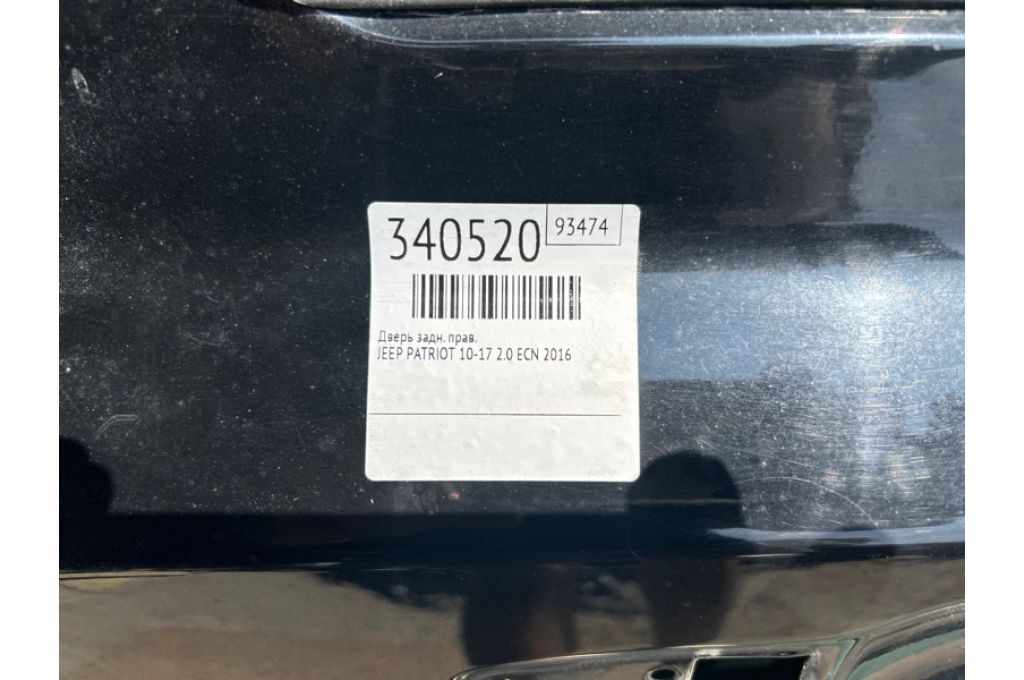 340520
93474
Дверь задн. прав.
JEEP PATRIOT 10-17 2.0 ECN 2016